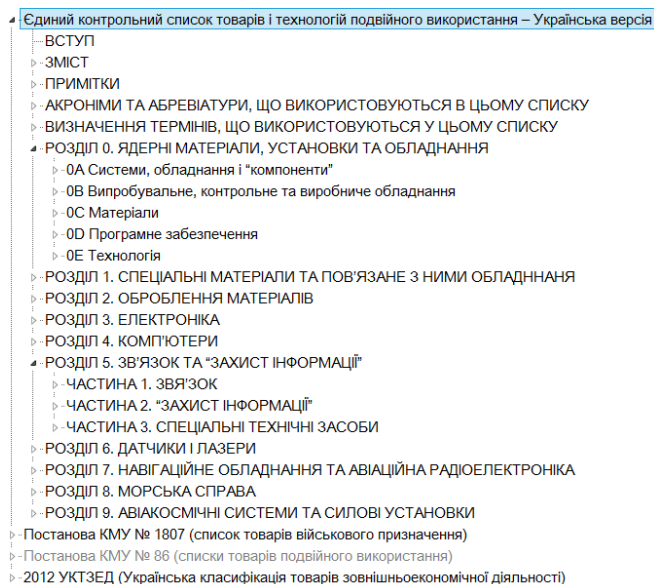 Єдиний контрольний список товарів і технологій подвійного використання – Українська версія
ВСТУП
ЗМІСТ
ПРИМІТКИ
АКРОНІМИ ТА АБРЕВІАТУРИ, ЩО ВИКОРИСТОВУЮТЬСЯ В ЦЬОМУ СПИСКУ
ВИЗНАЧЕННЯ ТЕРМІНІВ, ЩО ВИКОРИСТОВУЮТЬСЯ У ЦЬОМУ СПИСКУ
РОЗДІЛ 0. ЯДЕРНІ МАТЕРІАЛИ, УСТАНОВКИ ТА ОБЛАДНАННЯ
0A Системи, обладнання і “компоненти”
0B Випробувальне, контрольне та виробниче обладнання
0C Матеріали
0D Програмне забезпечення
0E Технологія
РОЗДІЛ 1. СПЕЦІАЛЬНІ МАТЕРІАЛИ ТА ПОВ’ЯЗАНЕ З НИМИ ОБЛАДННАНЯ
РОЗДІЛ 2. ОБРОБЛЕННЯ МАТЕРІАЛІВ
РОЗДІЛ 3. ЕЛЕКТРОНІКА
РОЗДІЛ 4. КОМП'ЮТЕРИ
РОЗДІЛ 5. ЗВ’ЯЗОК ТА “ЗАХИСТ ІНФОРМАЦІЇ”
ЧАСТИНА 1. ЗВЯ’ЗОК
ЧАСТИНА 2. “ЗАХИСТ ІНФОРМАЦІЇ”
ЧАСТИНА 3. СПЕЦІАЛЬНІ ТЕХНІЧНІ ЗАСОБИ
РОЗДІЛ 6. ДАТЧИКИ І ЛАЗЕРИ
РОЗДІЛ 7. НАВІГАЦІЙНЕ ОБЛАДНАННЯ ТА АВІАЦІЙНА РАДІОЕЛЕКТРОНІКА
РОЗДІЛ 8. МОРСЬКА СПРАВА
РОЗДІЛ 9. АВІАКОСМІЧНІ СИСТЕМИ ТА СИЛОВІ УСТАНОВКИ
Постанова КМУ № 1807 (список товарів військового призначення)
Постанова КМУ № 86 (списки товарів подвійного використання)
2012 УКТЗЕД (Українська класифікація товарів зовнішньоекономічної діяльності)